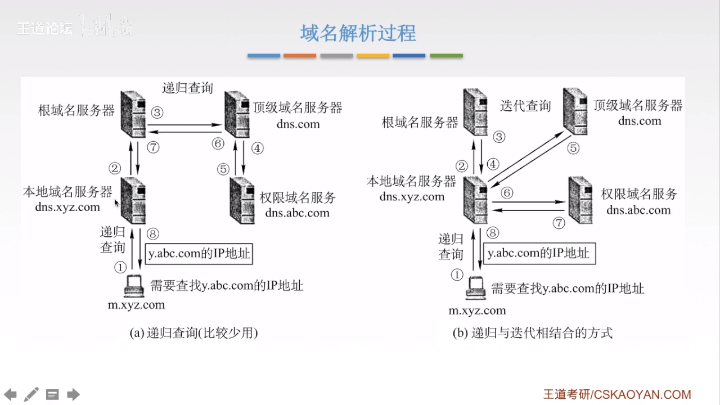 王道论坛
域名解析过程
递归查询
根域名服务器
③
顶级域名服务器
dns.com
⑦
⑥
④
②
⑤
本地域名服务器
dns.xyz.com
权限域名服务
dns.abc.com
递归
查询
⑧
y.abc.com的IP地址
①
需要查找y.abc.com的IP地址
m.xyz.com
(a) 递归查询(比较少用)
迭代查询
顶级域名服务器
dns.com
根域名服务器
③
②
④
⑤
本地域名服务器
dns.xyz.com
⑥
权限域名服务
dns.abc.com
⑦
递归
查询
⑧
y.abc.com的IP地址
①
需要查找y.abc.com的IP地址
m.xyz.com
(b) 递归与迭代相结合的方式
王道考研/CSKAOYAN.COM